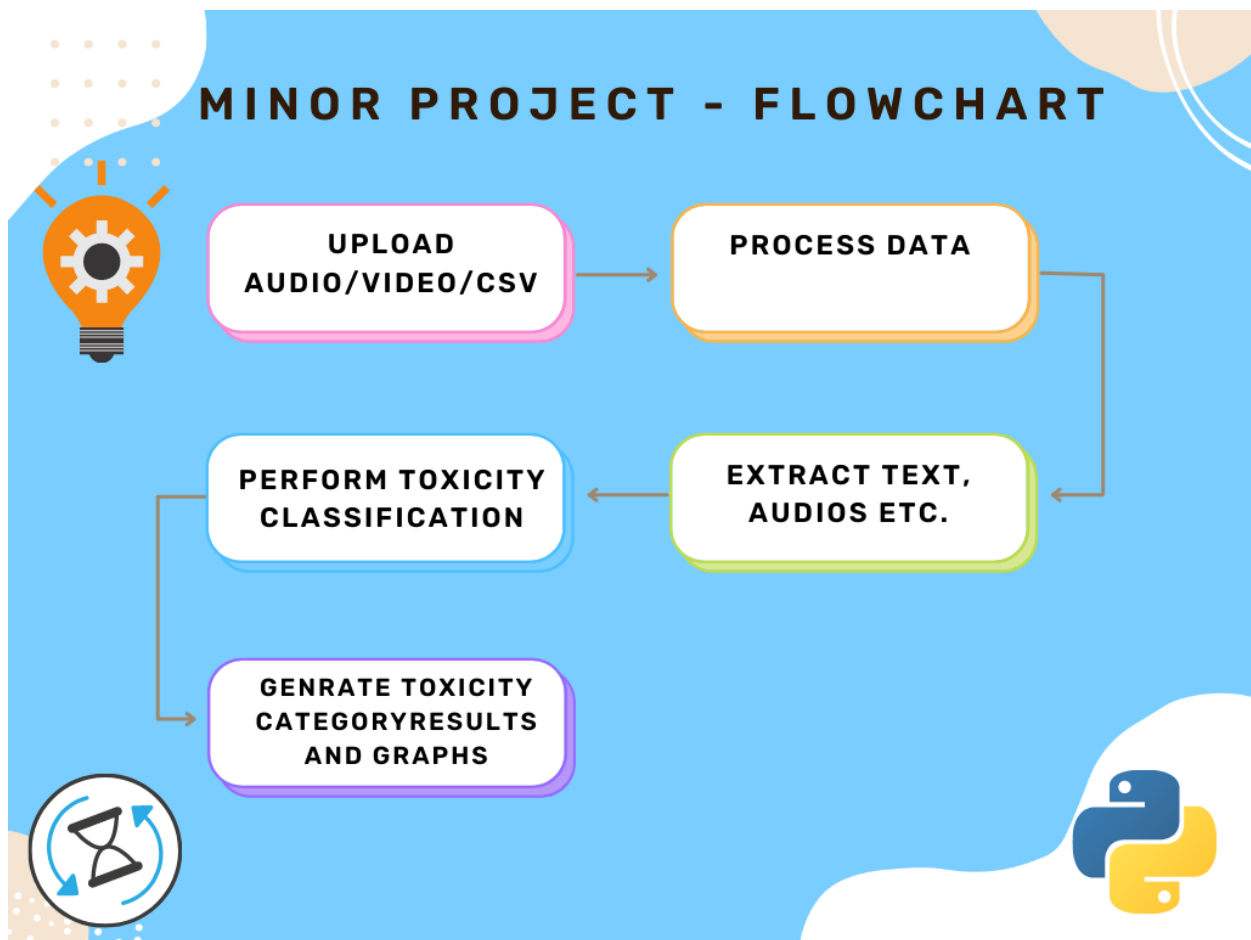 MINOR PROJECT - FLOWCHART
UPLOAD
AUDIO/VIDEO/CSV
PROCESS DATA
EXTRACT TEXT,
AUDIOS ETC.
PERFORM TOXICITY
CLASSIFICATION
GENRATE TOXICITY
CATEGORYRESULTS
AND GRAPHS